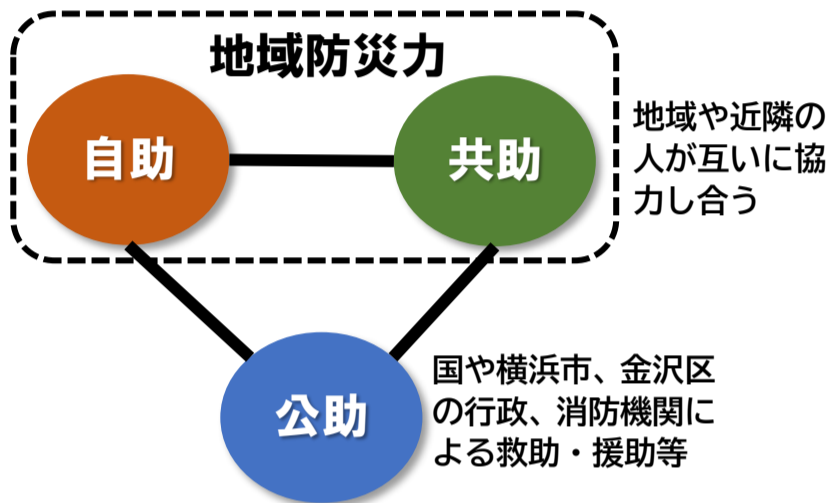 地域防災力
自助
共助
地域や近隣の
人が互いに協
力し合う
公助
国や横浜市、金沢区
の行政、消防機関に
よる救助・援助等